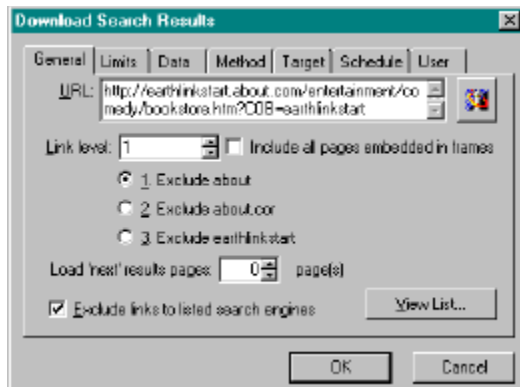 Download Search Results
General Limits Data Method Target Schedule User
URL: http://earthlinkstart.about.com/entertainment/co
medy/bookstore.htm?COB=earthlinkstart
Link level: 1 Include all pages embedded in frames
1. Exclude about
2. Exclude about.cor
3. Exclude earthlinkstart
Load 'next' results pages: 0 page(s)
Exclude links to listed search engines View List...
OK Cancel